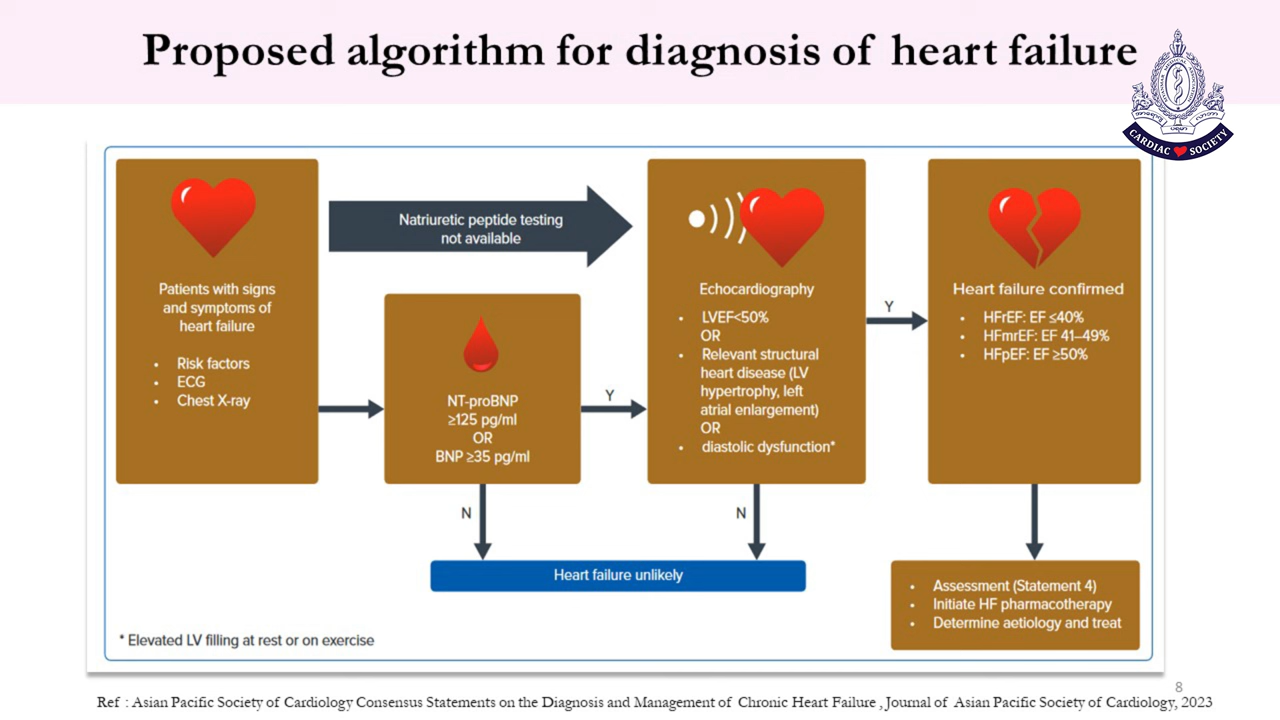 Proposed algorithm for diagnosis of heart failure
CARDIAC SOCIETY
Patients with signs
and symptoms of
heart failure
• Risk factors
• ECG
• Chest X-ray
Natriuretic peptide testing
not available
NT-proBNP
≥125 pg/ml
OR
BNP ≥35 pg/ml
Y
N
Echocardiography
• LVEF<50%
OR
• Relevant structural
heart disease (LV
hypertrophy, left
atrial enlargement)
OR
• diastolic dysfunction*
Y
N
Heart failure confirmed
• HFrEF: EF ≤40%
• HFmrEF: EF 41–49%
• HFpEF: EF ≥50%
Heart failure unlikely
• Assessment (Statement 4)
• Initiate HF pharmacotherapy
• Determine aetiology and treat
* Elevated LV filling at rest or on exercise
8
Ref : Asian Pacific Society of Cardiology Consensus Statements on the Diagnosis and Management of Chronic Heart Failure , Journal of Asian Pacific Society of Cardiology, 2023